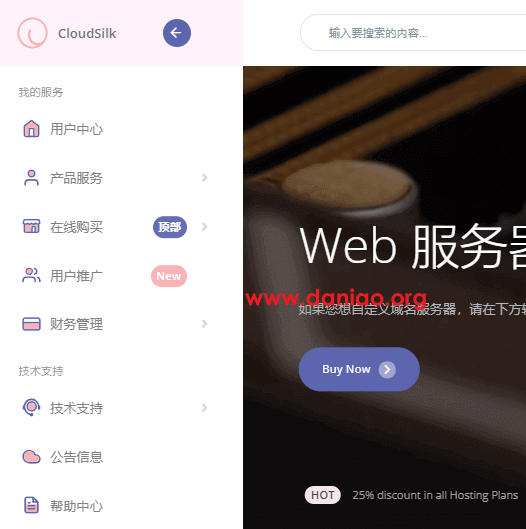 CloudSilk
输入要搜索的内容...
我的服务
用户中心
产品服务
在线购买 顶部
用户推广 New
财务管理
技术支持
技术支持
公告信息
帮助中心
Web 服务器
www.daniao.org
如果您想自定义域名服务器，请在下方
Buy Now
HOT 25% discount in all Hosting Plans